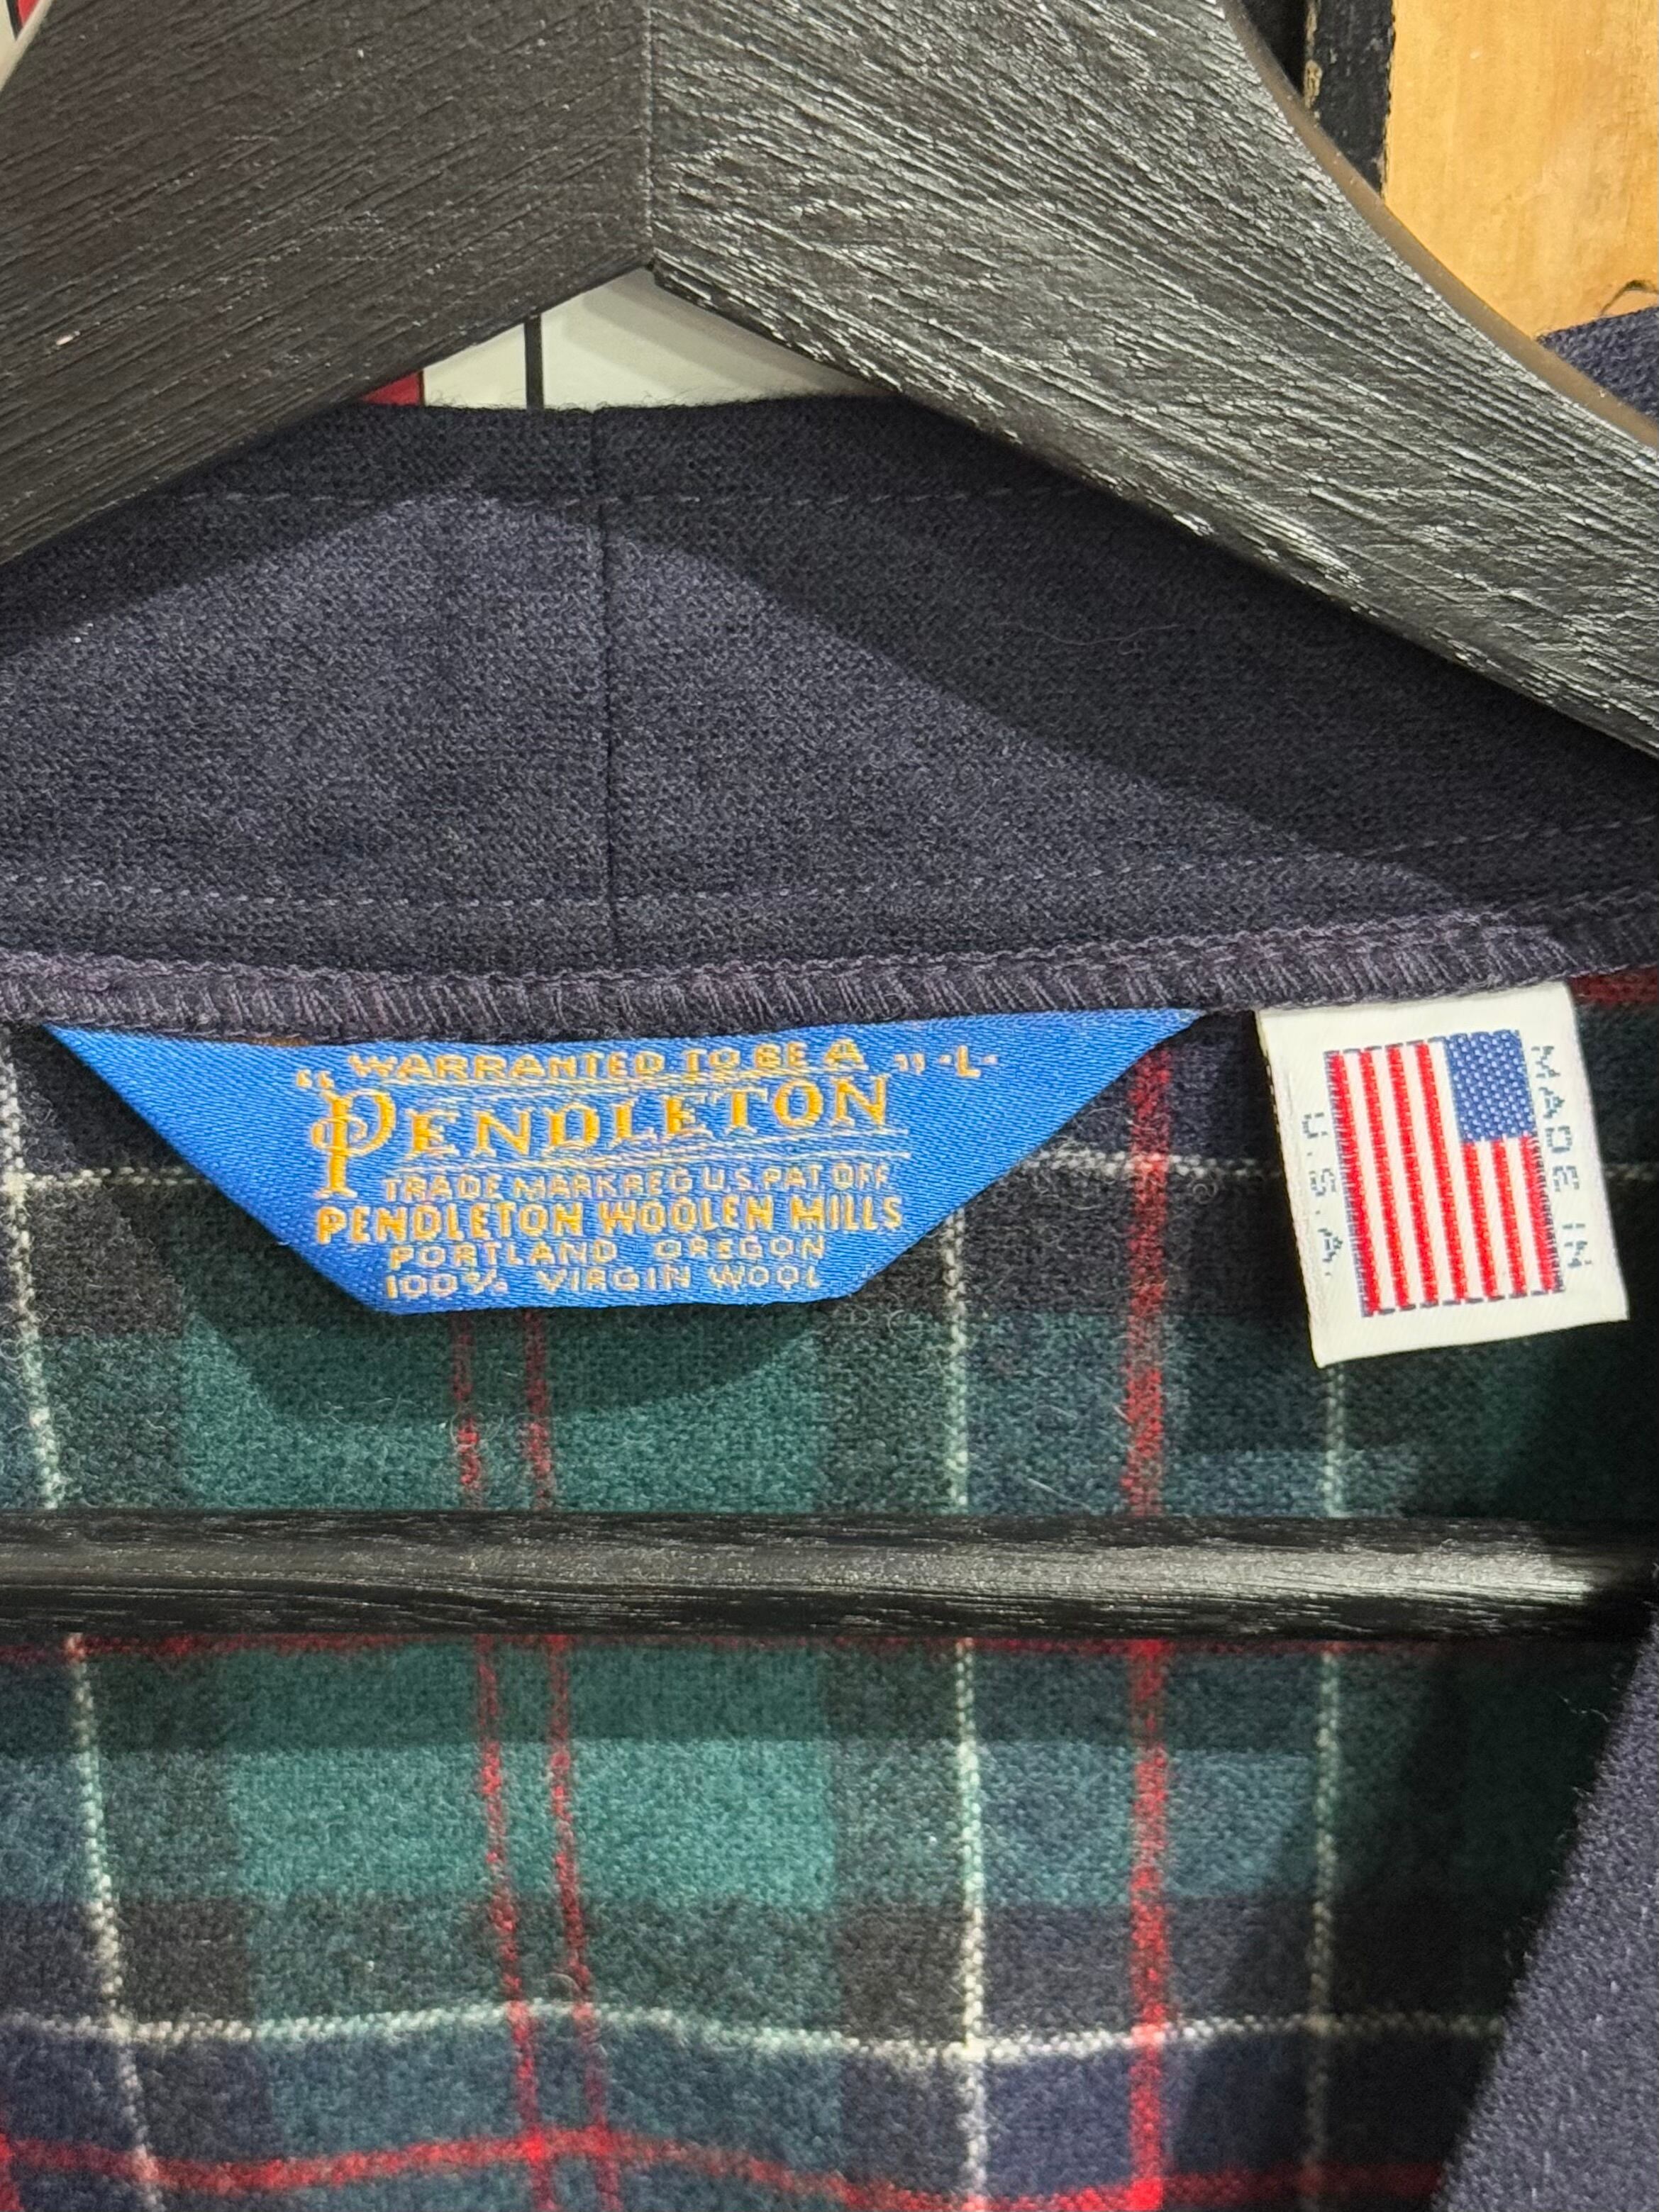 "WARRANTED TO BE A" -L-
PENDLETON
TRADE MARK REG U.S. PAT. OFF.
PENDLETON WOOLEN MILLS
PORTLAND OREGON
100% VIRGIN WOOL
MADE IN
U.S.A.